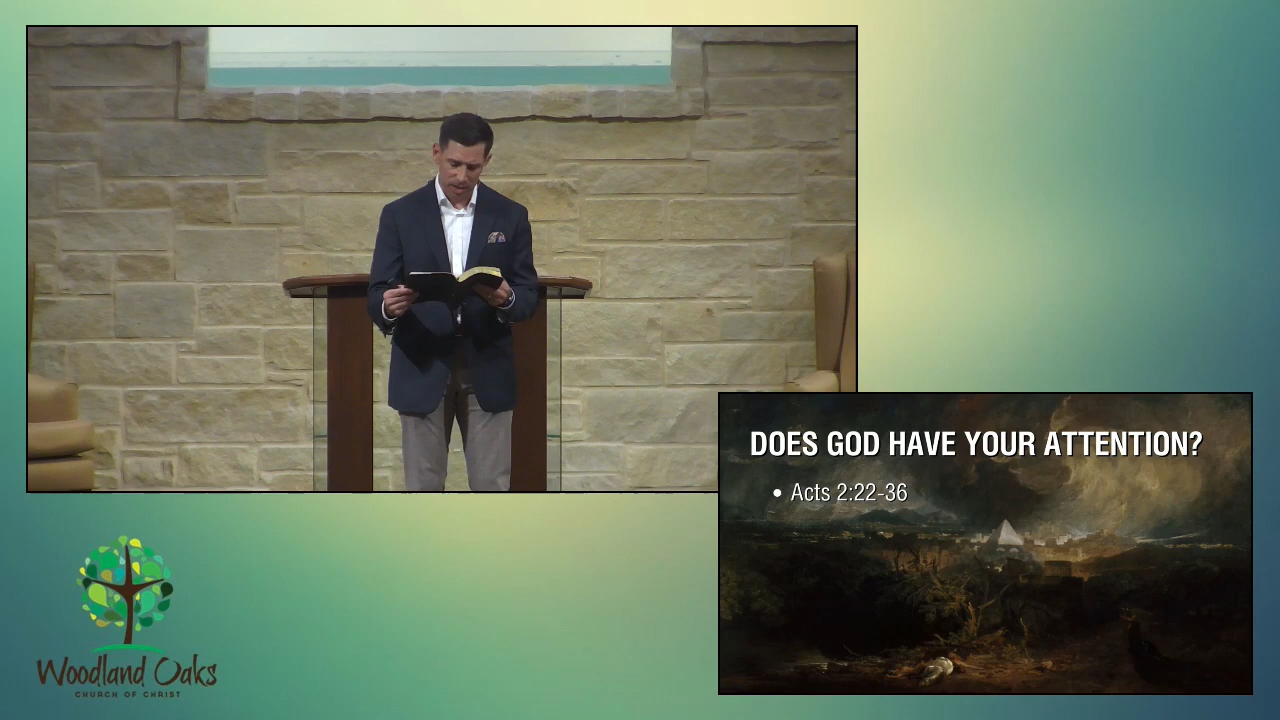 DOES GOD HAVE YOUR ATTENTION?
• Acts 2:22-36
Woodland Oaks
CHURCH OF CHRIST